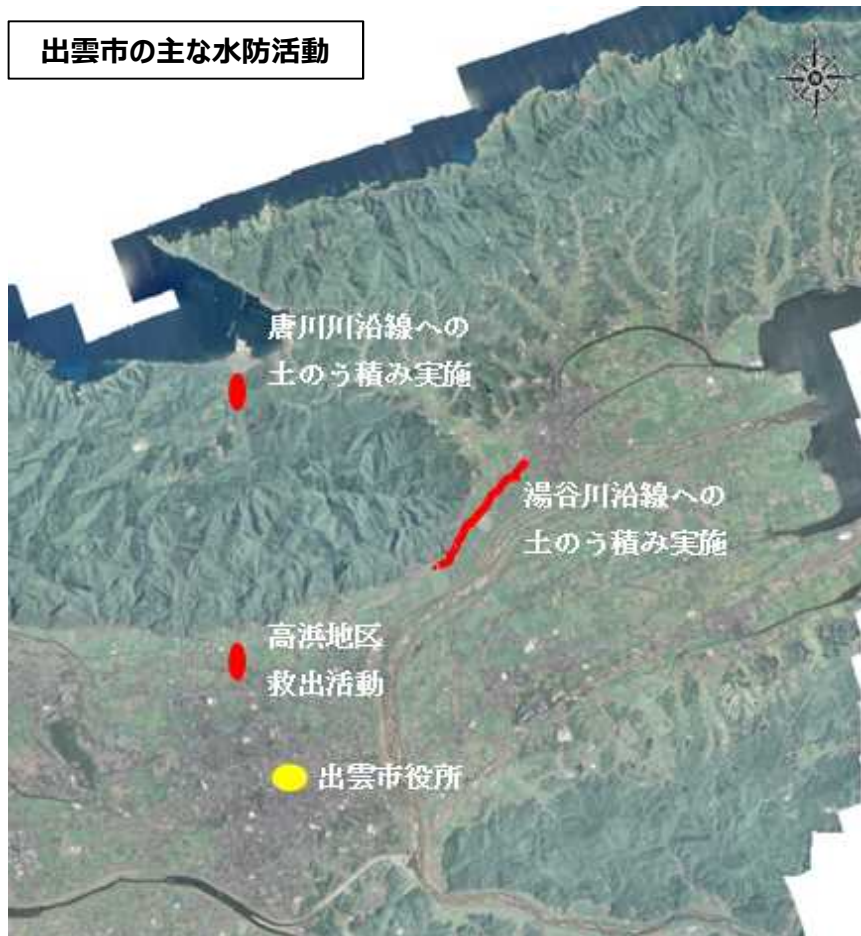 出雲市の主な水防活動
N
唐川川沿線への
土のう積み実施
湯谷川沿線への
土のう積み実施
高浜地区
救出活動
出雲市役所